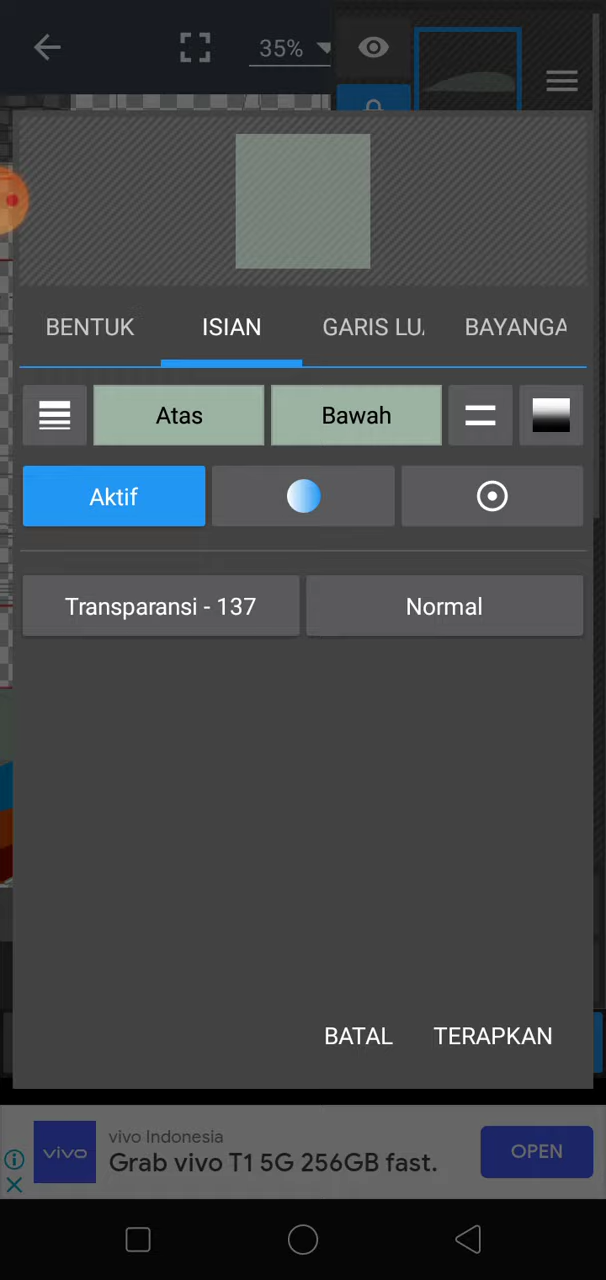 35%
BENTUK ISIAN GARIS LU BAYANGA
Atas Bawah
Aktif
Transparansi - 137 Normal
BATAL TERAPKAN
vivo vivo Indonesia
Grab vivo T1 5G 256GB fast.
OPEN